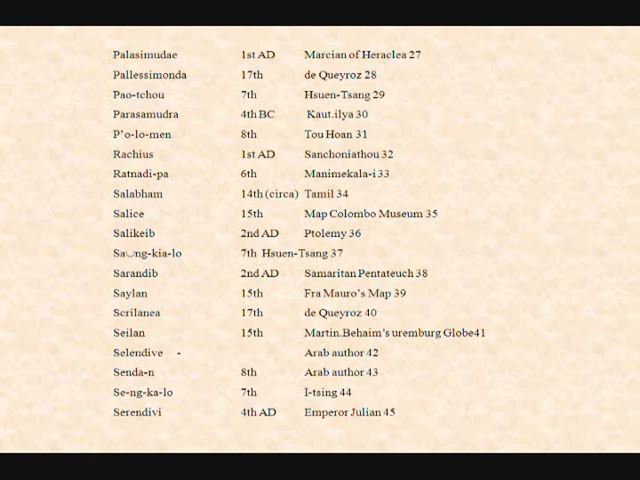 Palasimudae 1st AD Marcian of Heraclea 27
Pallessimonda 17th de Queyroz 28
Pao-tchou 7th Hsuen-Tsang 29
Parasamudra 4th BC Kaut.ilya 30
P'o-lo-men 8th Tou Hoan 31
Rachius 1st AD Sanchoniathou 32
Ratnadi-pa 6th Manimekala-i 33
Salabham 14th (circa) Tamil 34
Salice 15th Map Colombo Museum 35
Salikeib 2nd AD Ptolemy 36
Sa◡ng-kia-lo 7th Hsuen-Tsang 37
Sarandib 2nd AD Samaritan Pentateuch 38
Saylan 15th Fra Mauro's Map 39
Scrilanea 17th de Queyroz 40
Seilan 15th Martin.Behaim's uremburg Globe41
Selendive - Arab author 42
Senda-n 8th Arab author 43
Se-ng-ka-lo 7th I-tsing 44
Serendivi 4th AD Emperor Julian 45